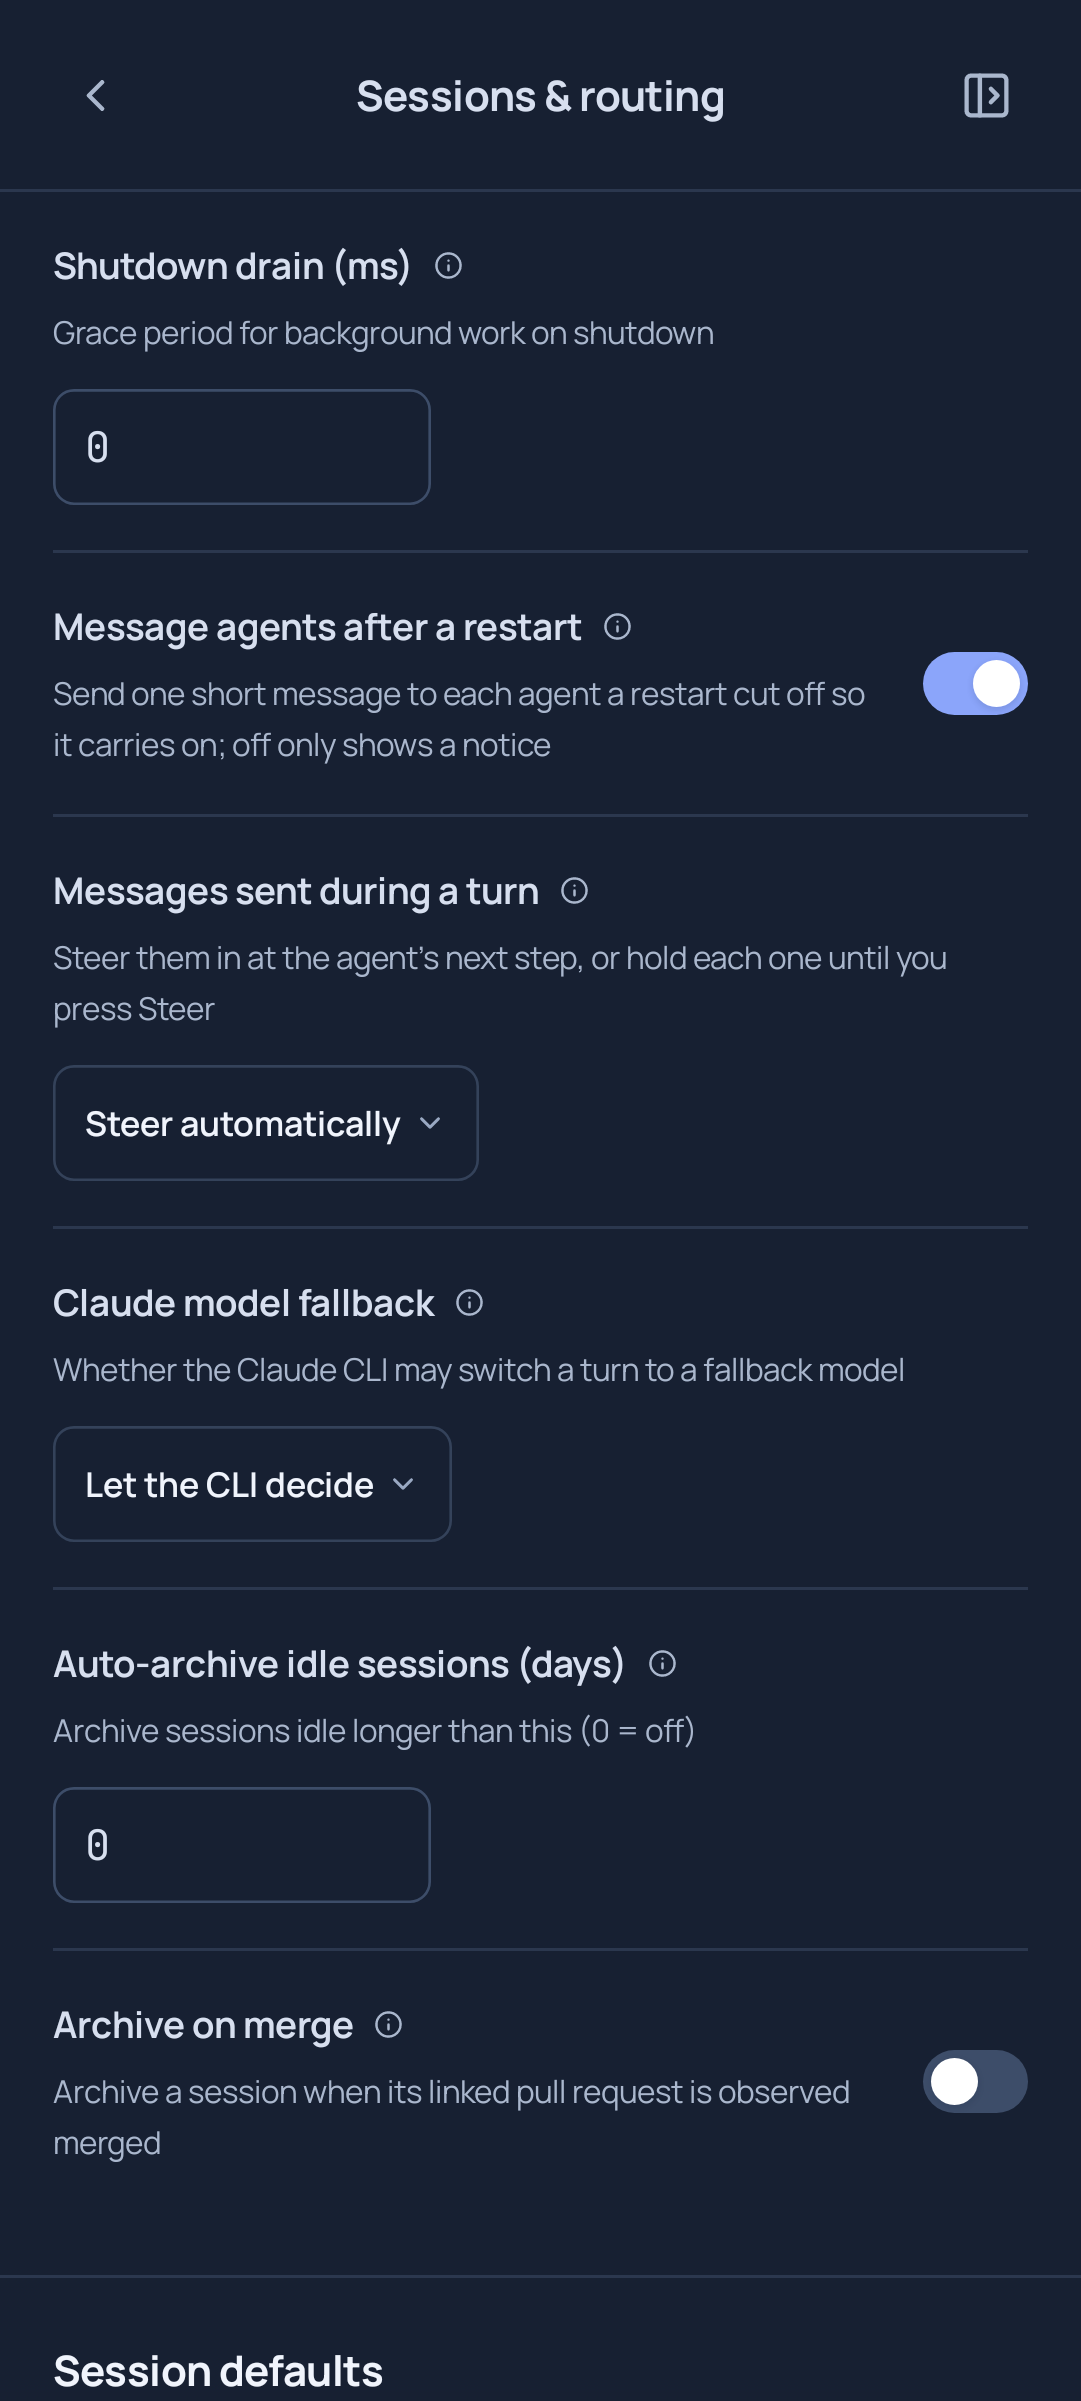 Sessions & routing
Shutdown drain (ms)
Grace period for background work on shutdown
0
Message agents after a restart
Send one short message to each agent a restart cut off so
it carries on; off only shows a notice
Messages sent during a turn
Steer them in at the agent’s next step, or hold each one until you
press Steer
Steer automatically
Claude model fallback
Whether the Claude CLI may switch a turn to a fallback model
Let the CLI decide
Auto-archive idle sessions (days)
Archive sessions idle longer than this (0 = off)
0
Archive on merge
Archive a session when its linked pull request is observed
merged
Session defaults